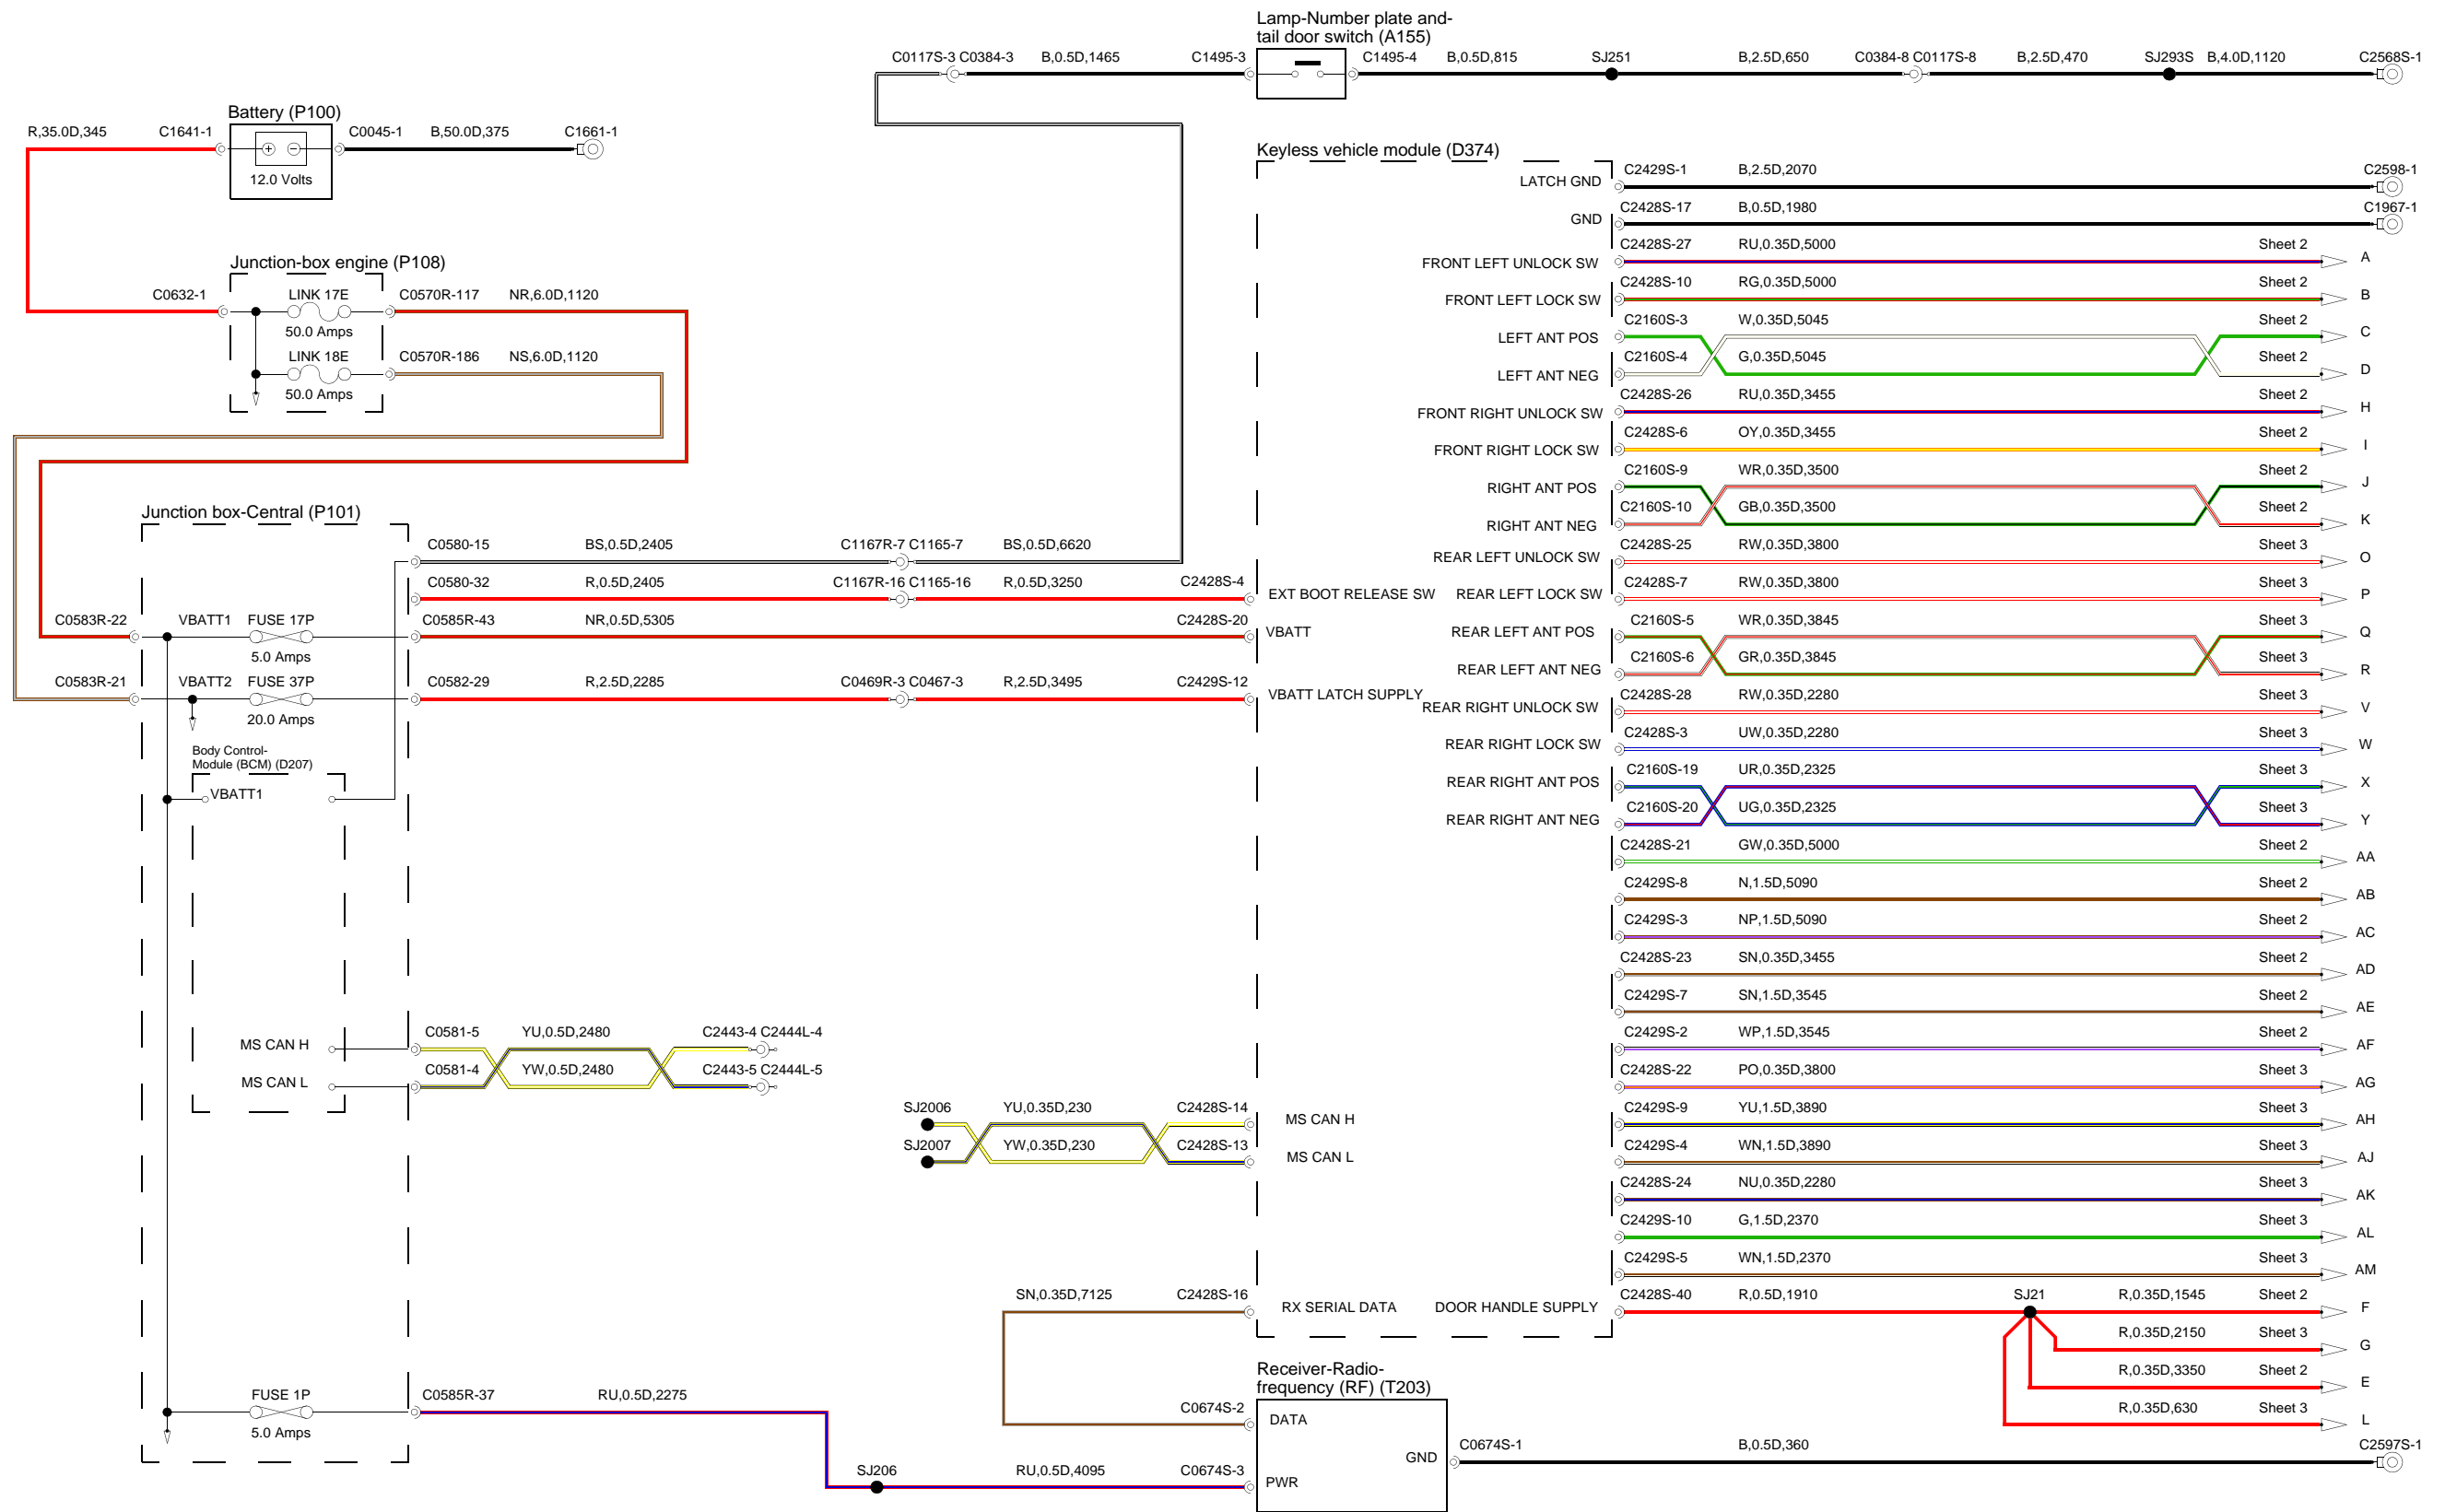 Lamp-Number plate and-
tail door switch (A155)
C0117S-3 C0384-3 B,0.5D,1465 C1495-3 C1495-4 B,0.5D,815 SJ251 B,2.5D,650 C0384-8 C0117S-8 B,2.5D,470 SJ293S B,4.0D,1120 C2568S-1
Battery (P100)
R,35.0D,345 C1641-1 C0045-1 B,50.0D,375 C1661-1
12.0 Volts
Junction-box engine (P108)
C0632-1 LINK 17E C0570R-117 NR,6.0D,1120
50.0 Amps
LINK 18E C0570R-186 NS,6.0D,1120
50.0 Amps
Junction box-Central (P101)
C0580-15 BS,0.5D,2405 C1167R-7 C1165-7 BS,0.5D,6620
C0580-32 R,0.5D,2405 C1167R-16 C1165-16 R,0.5D,3250 C2428S-4
C0583R-22 VBATT1 FUSE 17P C0585R-43 NR,0.5D,5305 C2428S-20
5.0 Amps
C0583R-21 VBATT2 FUSE 37P C0582-29 R,2.5D,2285 C0469R-3 C0467-3 R,2.5D,3495 C2429S-12
20.0 Amps
Body Control-
Module (BCM) (D207)
VBATT1
MS CAN H C0581-5 YU,0.5D,2480 C2443-4 C2444L-4
MS CAN L C0581-4 YW,0.5D,2480 C2443-5 C2444L-5
SJ2006 YU,0.35D,230 C2428S-14
SJ2007 YW,0.35D,230 C2428S-13
SN,0.35D,7125 C2428S-16
FUSE 1P C0585R-37 RU,0.5D,2275
5.0 Amps
SJ206 RU,0.5D,4095 C0674S-3
C0674S-2
Keyless vehicle module (D374)
EXT BOOT RELEASE SW
VBATT
VBATT LATCH SUPPLY
MS CAN H
MS CAN L
RX SERIAL DATA
LATCH GND C2429S-1 B,2.5D,2070 C2598-1
GND C2428S-17 B,0.5D,1980 C1967-1
FRONT LEFT UNLOCK SW C2428S-27 RU,0.35D,5000 Sheet 2 A
FRONT LEFT LOCK SW C2428S-10 RG,0.35D,5000 Sheet 2 B
LEFT ANT POS C2160S-3 W,0.35D,5045 Sheet 2 C
LEFT ANT NEG C2160S-4 G,0.35D,5045 Sheet 2 D
FRONT RIGHT UNLOCK SW C2428S-26 RU,0.35D,3455 Sheet 2 H
FRONT RIGHT LOCK SW C2428S-6 OY,0.35D,3455 Sheet 2 I
RIGHT ANT POS C2160S-9 WR,0.35D,3500 Sheet 2 J
RIGHT ANT NEG C2160S-10 GB,0.35D,3500 Sheet 2 K
REAR LEFT UNLOCK SW C2428S-25 RW,0.35D,3800 Sheet 3 O
REAR LEFT LOCK SW C2428S-7 RW,0.35D,3800 Sheet 3 P
REAR LEFT ANT POS C2160S-5 WR,0.35D,3845 Sheet 3 Q
REAR LEFT ANT NEG C2160S-6 GR,0.35D,3845 Sheet 3 R
REAR RIGHT UNLOCK SW C2428S-28 RW,0.35D,2280 Sheet 3 V
REAR RIGHT LOCK SW C2428S-3 UW,0.35D,2280 Sheet 3 W
REAR RIGHT ANT POS C2160S-19 UR,0.35D,2325 Sheet 3 X
REAR RIGHT ANT NEG C2160S-20 UG,0.35D,2325 Sheet 3 Y
C2428S-21 GW,0.35D,5000 Sheet 2 AA
C2429S-8 N,1.5D,5090 Sheet 2 AB
C2429S-3 NP,1.5D,5090 Sheet 2 AC
C2428S-23 SN,0.35D,3455 Sheet 2 AD
C2429S-7 SN,1.5D,3545 Sheet 2 AE
C2429S-2 WP,1.5D,3545 Sheet 2 AF
C2428S-22 PO,0.35D,3800 Sheet 3 AG
C2429S-9 YU,1.5D,3890 Sheet 3 AH
C2429S-4 WN,1.5D,3890 Sheet 3 AJ
C2428S-24 NU,0.35D,2280 Sheet 3 AK
C2429S-10 G,1.5D,2370 Sheet 3 AL
C2429S-5 WN,1.5D,2370 Sheet 3 AM
DOOR HANDLE SUPPLY C2428S-40 R,0.5D,1910 SJ21 R,0.35D,1545 Sheet 2 F
R,0.35D,2150 Sheet 3 G
R,0.35D,3350 Sheet 2 E
R,0.35D,630 Sheet 3 L
Receiver-Radio-
frequency (RF) (T203)
DATA
GND C0674S-1 B,0.5D,360 C2597S-1
PWR